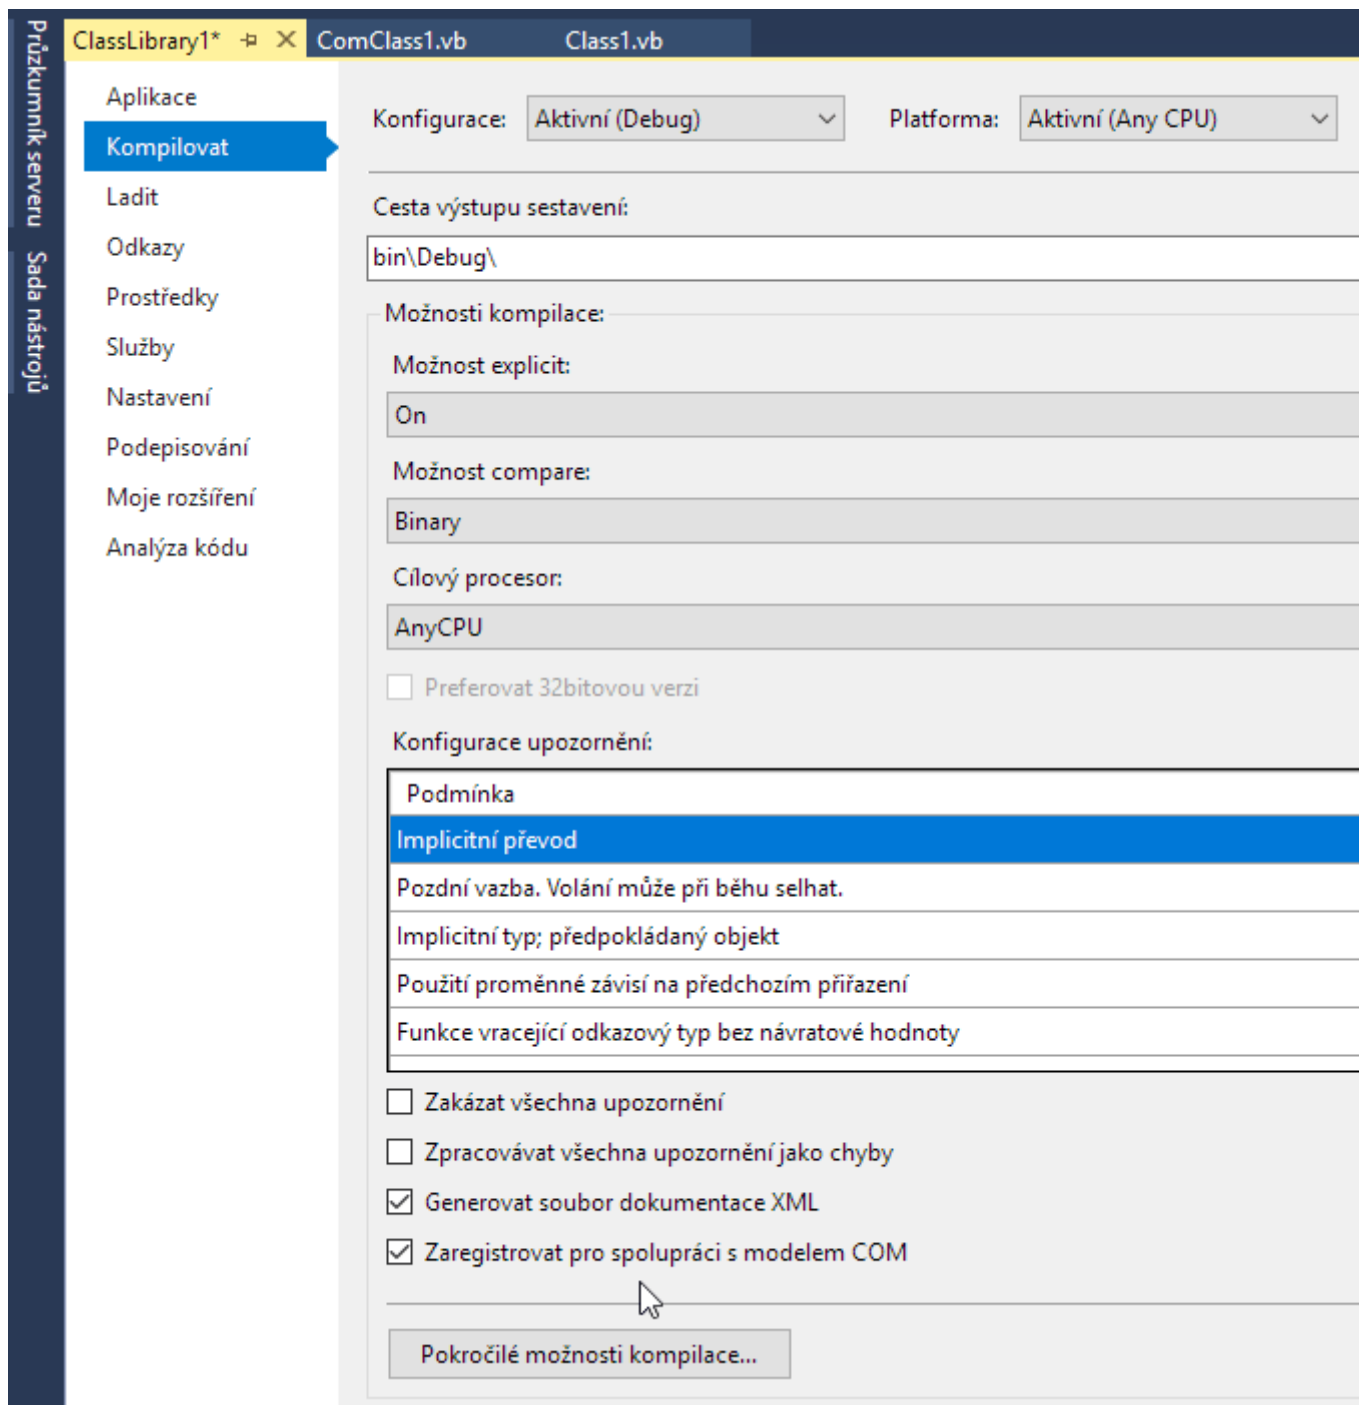 Průzkumník serveru
Sada nástrojů
ClassLibrary1* ComClass1.vb Class1.vb
Aplikace
Kompilovat
Ladit
Odkazy
Prostředky
Služby
Nastavení
Podepisování
Moje rozšíření
Analýza kódu
Konfigurace: Aktivní (Debug) Platforma: Aktivní (Any CPU)
Cesta výstupu sestavení:
bin\Debug\
Možnosti kompilace:
Možnost explicit:
On
Možnost compare:
Binary
Cílový procesor:
AnyCPU
Preferovat 32bitovou verzi
Konfigurace upozornění:
Podmínka
Implicitní převod
Pozdní vazba. Volání může při běhu selhat.
Implicitní typ; předpokládaný objekt
Použití proměnné závisí na předchozím přiřazení
Funkce vracející odkazový typ bez návratové hodnoty
Zakázat všechna upozornění
Zpracovávat všechna upozornění jako chyby
Generovat soubor dokumentace XML
Zaregistrovat pro spolupráci s modelem COM
Pokročilé možnosti kompilace...